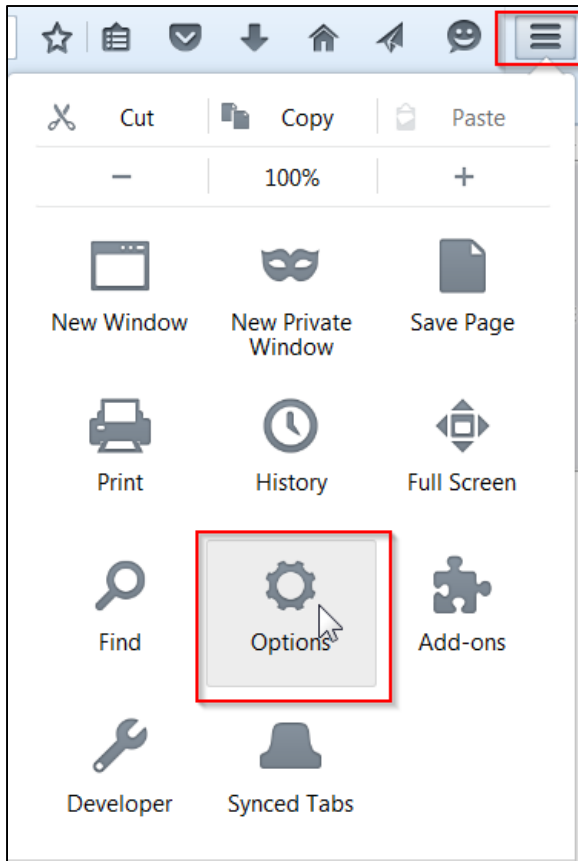 Cut Copy Paste
− 100% +
New Window New Private Window Save Page
Print History Full Screen
Find Options Add-ons
Developer Synced Tabs